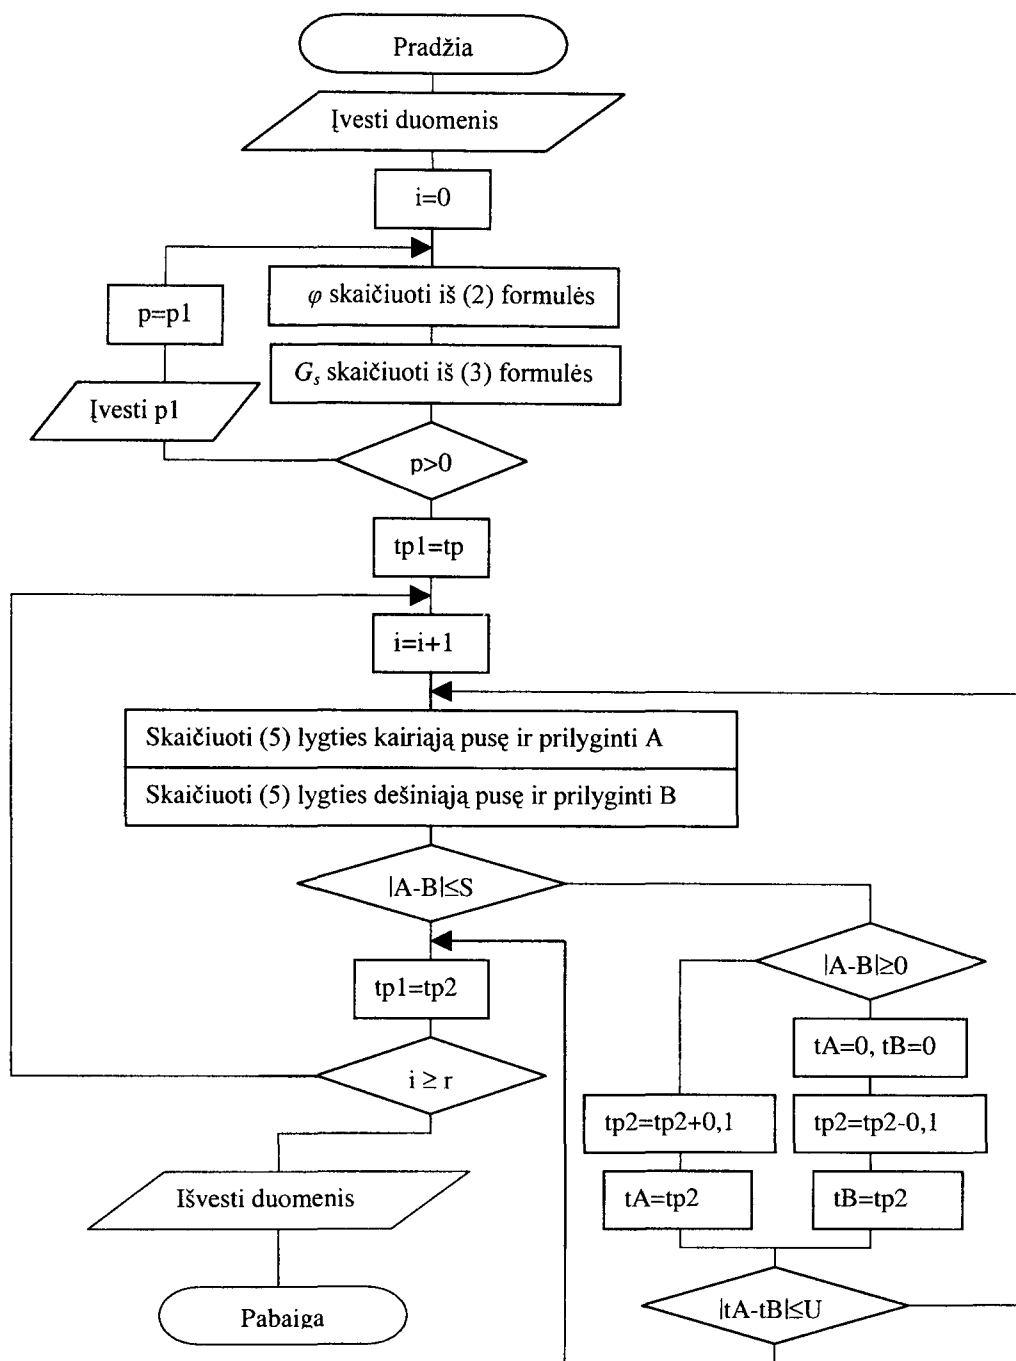 Pradžia
Įvesti duomenis
i=0
φ skaičiuoti iš (2) formulės
p=p1
Gs skaičiuoti iš (3) formulės
Įvesti p1
p>0
tp1=tp
i=i+1
Skaičiuoti (5) lygties kairiąją pusę ir prilyginti A
Skaičiuoti (5) lygties dešiniąją pusę ir prilyginti B
|A-B|≤S
|A-B|≥0
tp1=tp2
tA=0, tB=0
i ≥ r
tp2=tp2+0,1
tp2=tp2-0,1
Išvesti duomenis
tA=tp2
tB=tp2
|tA-tB|≤U
Pabaiga